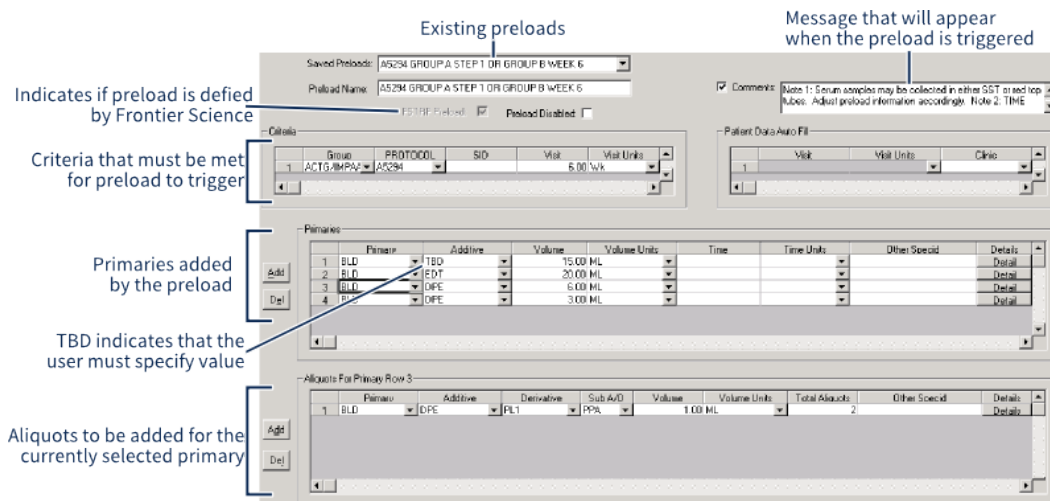 Existing preloads
Message that will appear
when the preload is triggered
Saved Preloads: A5294 GROUP A STEP 1 OR GROUP B WEEK 6
Preload Name: A5294 GROUP A STEP 1 OR GROUP B WEEK 6
Comments: Note 1: Serum samples may be collected in either SST or red top
tubes. Adjust preload information accordingly. Note 2: TIME
Indicates if preload is defied
by Frontier Science
FSTRF Preload Preload Disabled
Criteria
Patient Data Auto Fill
Criteria that must be met
for preload to trigger
Group PROTOCOL SID Visit Visit Units
1 ACTG/IMPAA A5294 6.00 Wk
Visit Visit Units Clinic
1
Primaries
Primary Additive Volume Volume Units Time Time Units Other Specid Details
1 BLD TBD 15.00 ML Detail
2 BLD EDT 20.00 ML Detail
3 BLD DPE 6.00 ML Detail
4 BLD DPE 3.00 ML Detail
Add
Del
Primaries added
by the preload
TBD indicates that the
user must specify value
Aliquots For Primary Row 3
Primary Additive Derivative Sub A/D Volume Volume Units Total Aliquots Other Specid Details
1 BLD DPE PL1 PPA 1.00 ML 2 Details
Add
Del
Aliquots to be added for the
currently selected primary